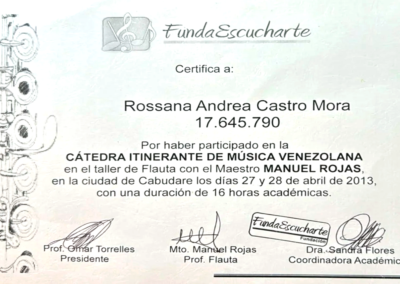 FundaEscucharte
Certifica a:
Rossana Andrea Castro Mora
17.645.790
Por haber participado en la
CÁTEDRA ITINERANTE DE MÚSICA VENEZOLANA
en el taller de Flauta con el Maestro MANUEL ROJAS,
en la ciudad de Cabudare los días 27 y 28 de abril de 2013,
con una duración de 16 horas académicas.
FundaEscucharte
Fundación
Prof. Omar Torrelles Mto. Manuel Rojas Dra. Sandra Flores
Presidente Prof. Flauta Coordinadora Académic